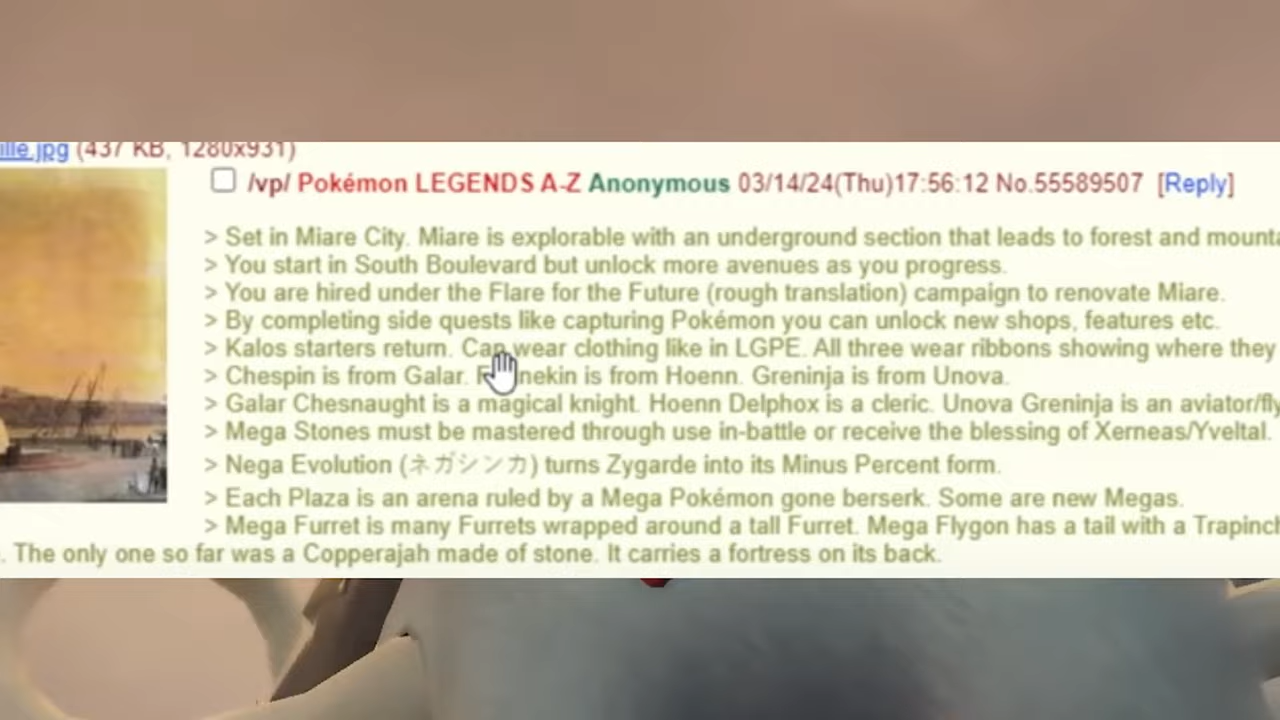 ille.jpg (437 KB, 1280x931)
/vp/ Pokémon LEGENDS A-Z Anonymous 03/14/24(Thu)17:56:12 No.55589507 [Reply]
> Set in Miare City. Miare is explorable with an underground section that leads to forest and mounta
> You start in South Boulevard but unlock more avenues as you progress.
> You are hired under the Flare for the Future (rough translation) campaign to renovate Miare.
> By completing side quests like capturing Pokémon you can unlock new shops, features etc.
> Kalos starters return. Can wear clothing like in LGPE. All three wear ribbons showing where they
> Chespin is from Galar. F nnekin is from Hoenn. Greninja is from Unova.
> Galar Chesnaught is a magical knight. Hoenn Delphox is a cleric. Unova Greninja is an aviator/fly
> Mega Stones must be mastered through use in-battle or receive the blessing of Xerneas/Yveltal.
> Nega Evolution (ネガシンカ) turns Zygarde into its Minus Percent form.
> Each Plaza is an arena ruled by a Mega Pokémon gone berserk. Some are new Megas.
> Mega Furret is many Furrets wrapped around a tall Furret. Mega Flygon has a tail with a Trapinch
. The only one so far was a Copperajah made of stone. It carries a fortress on its back.